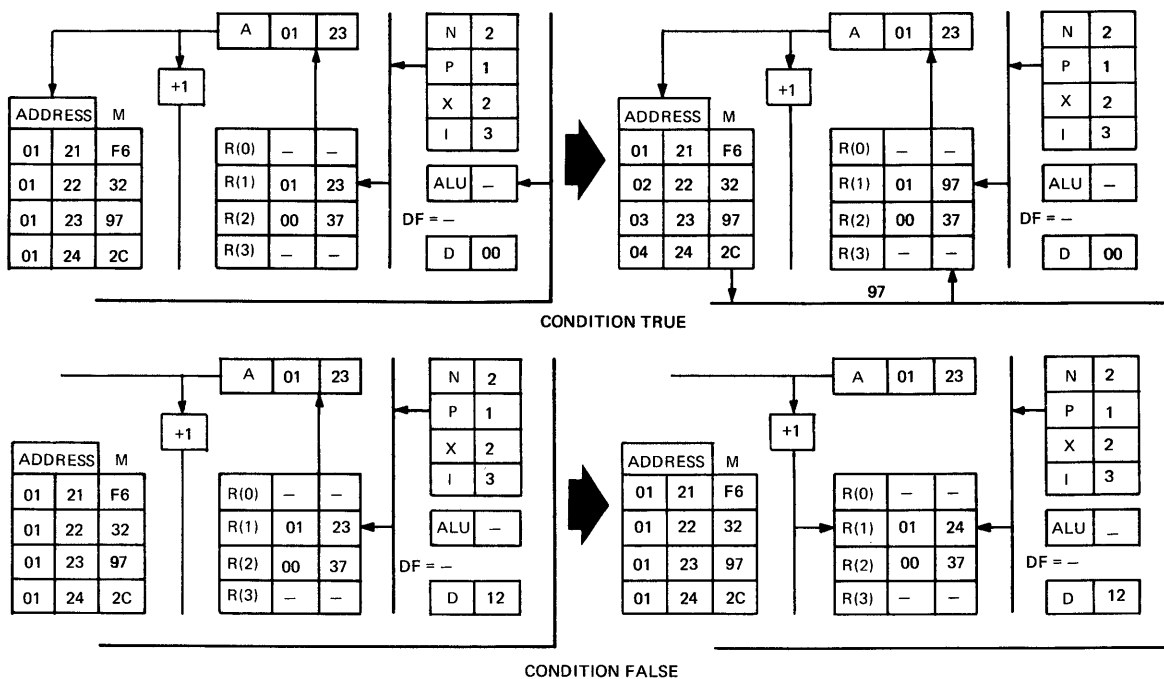 A 01 23
N 2
P 1
X 2
I 3
+1
ADDRESS M
01 21 F6
01 22 32
01 23 97
01 24 2C
R(0) – –
R(1) 01 23
R(2) 00 37
R(3) – –
ALU –
DF = –
D 00
A 01 23
N 2
P 1
X 2
I 3
+1
ADDRESS M
01 21 F6
02 22 32
03 23 97
04 24 2C
R(0) – –
R(1) 01 97
R(2) 00 37
R(3) – –
ALU –
DF = –
D 00
97
CONDITION TRUE
A 01 23
N 2
P 1
X 2
I 3
+1
ADDRESS M
01 21 F6
01 22 32
01 23 97
01 24 2C
R(0) – –
R(1) 01 23
R(2) 00 37
R(3) – –
ALU –
DF = –
D 12
A 01 23
N 2
P 1
X 2
I 3
+1
ADDRESS M
01 21 F6
01 22 32
01 23 97
01 24 2C
R(0) – –
R(1) 01 24
R(2) 00 37
R(3) – –
ALU –
DF = –
D 12
CONDITION FALSE